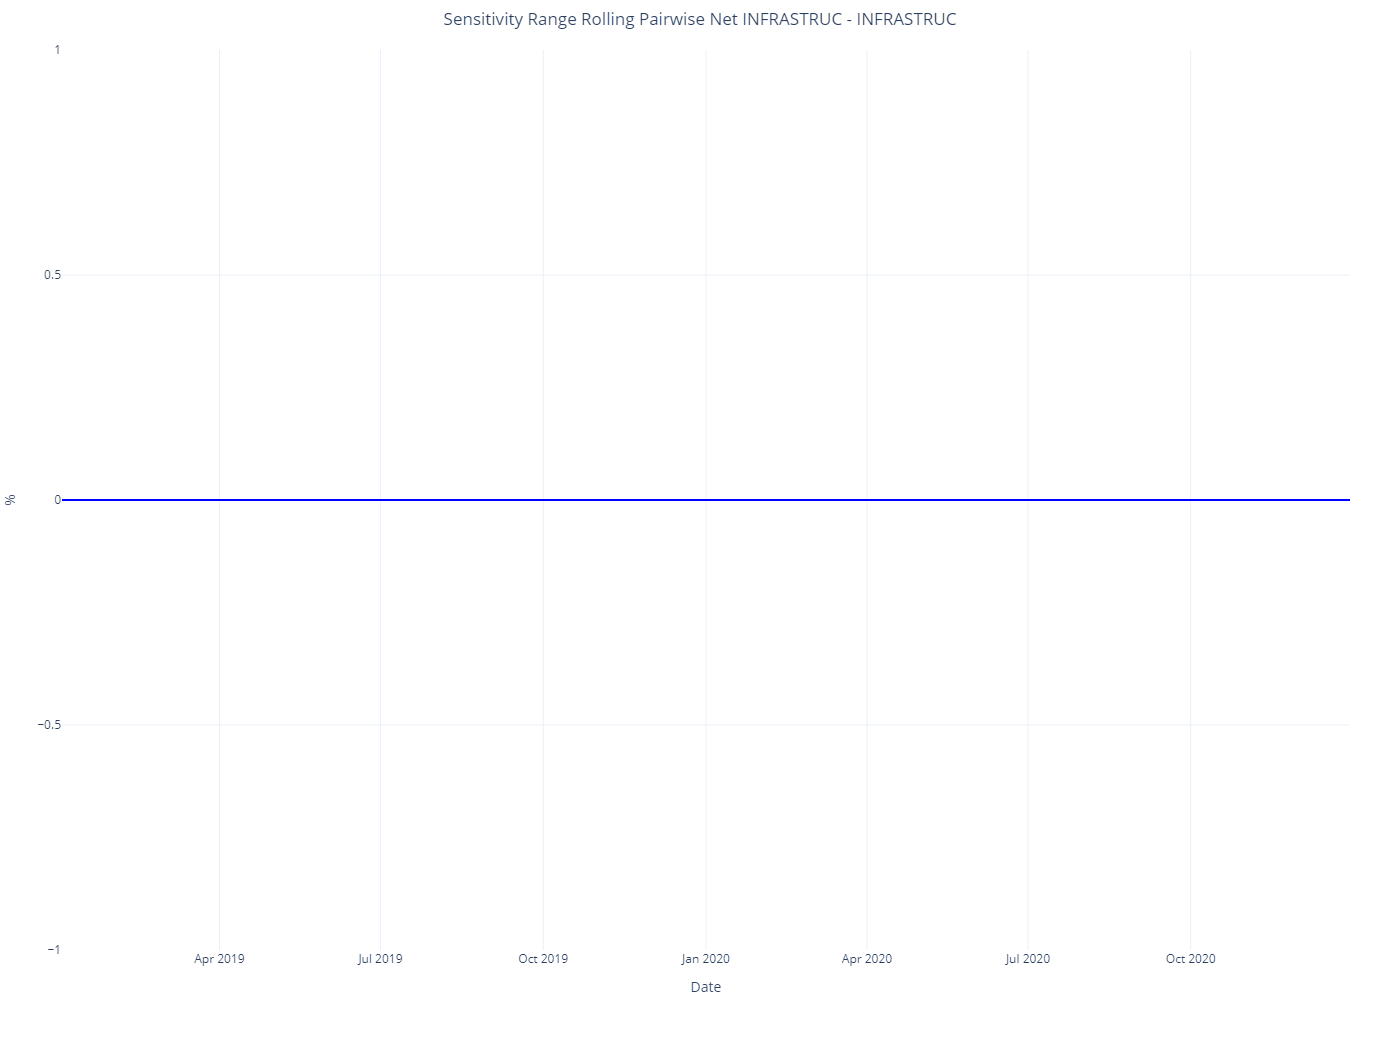 Sensitivity Range Rolling Pairwise Net INFRASTRUC - INFRASTRUC
1
0.5
0
−0.5
−1
%
Apr 2019
Jul 2019
Oct 2019
Jan 2020
Apr 2020
Jul 2020
Oct 2020
Date